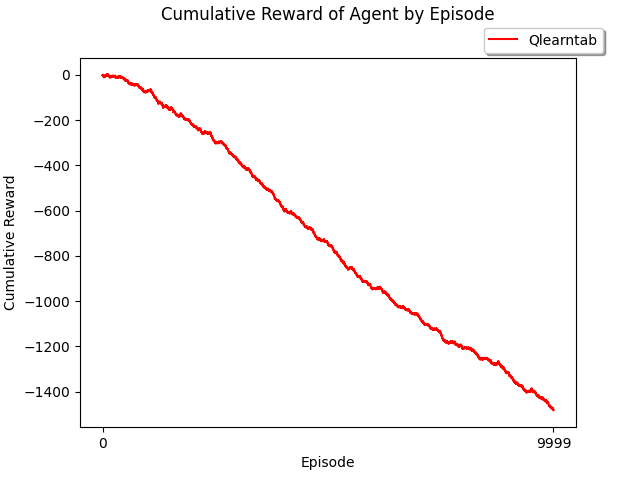 Cumulative Reward of Agent by Episode
Qlearntab
0
−200
−400
−600
−800
−1000
−1200
−1400
Cumulative Reward
0
9999
Episode